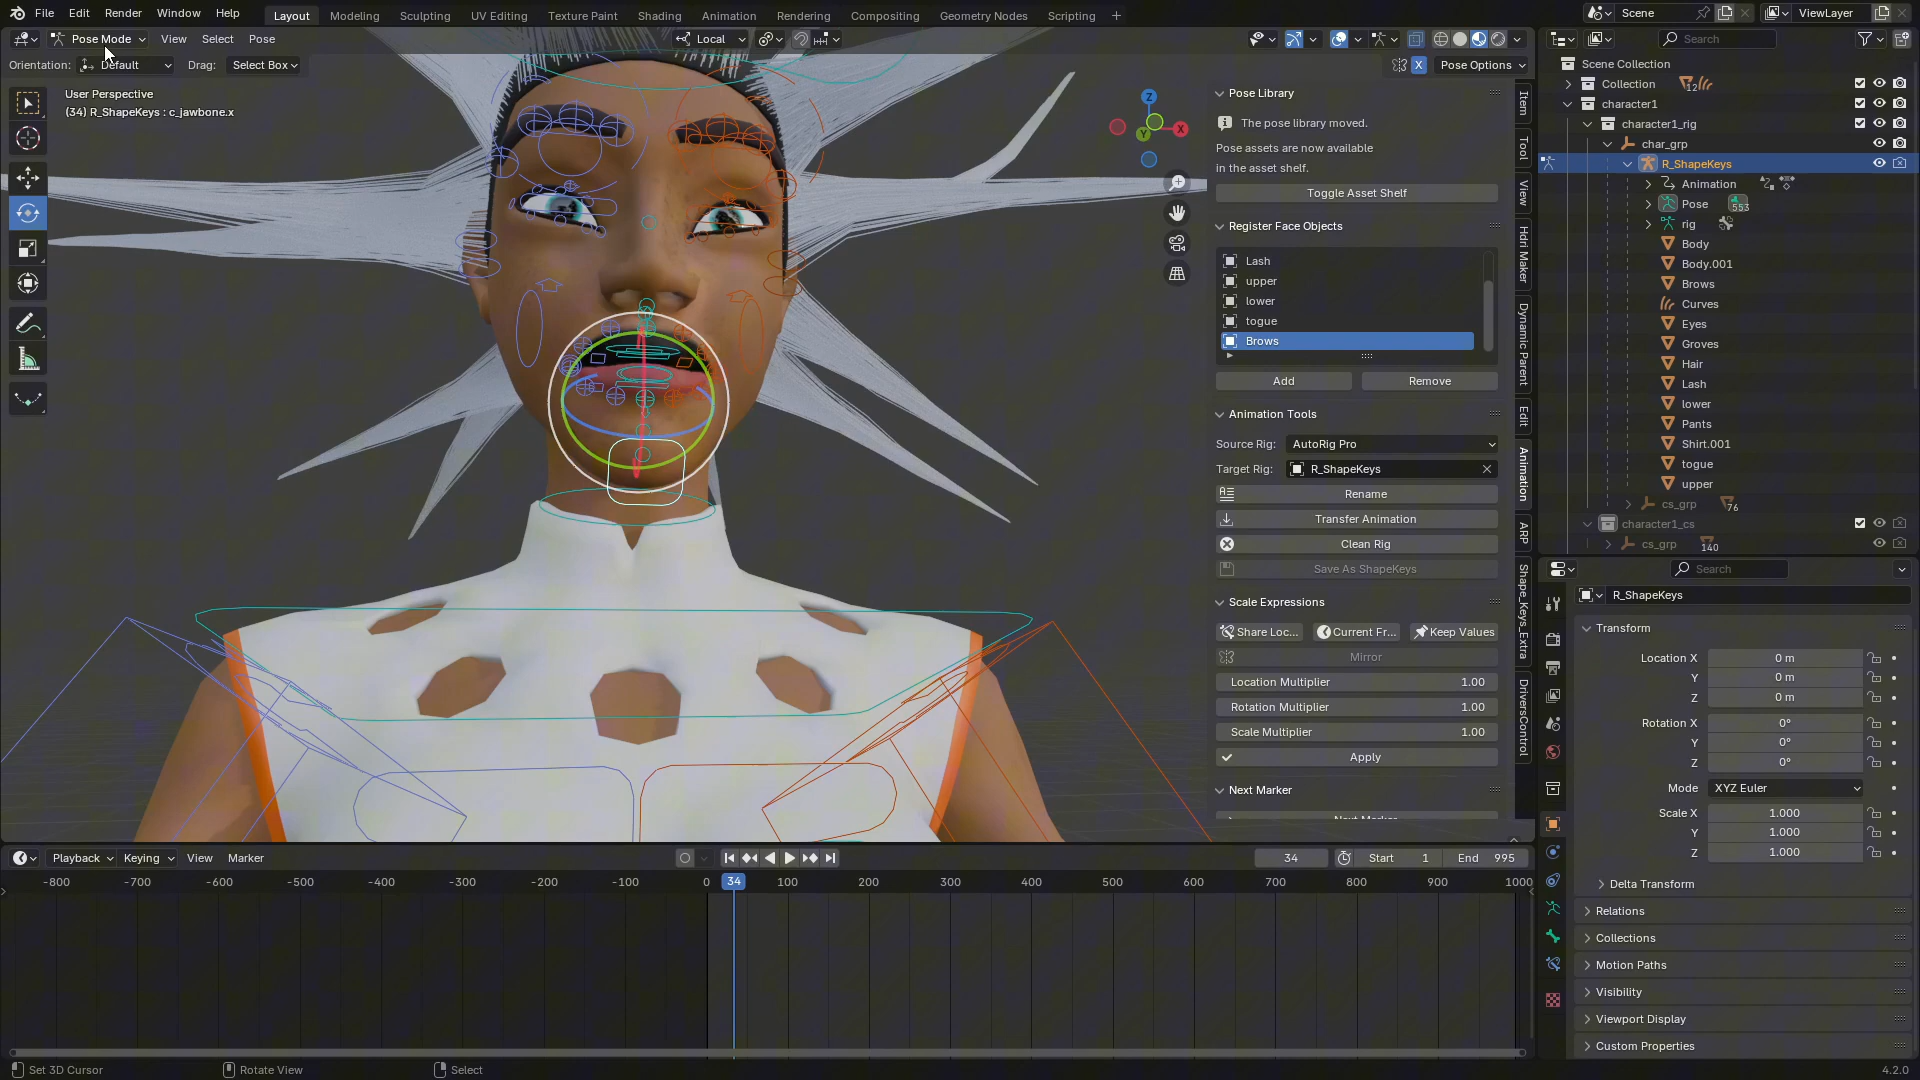 File Edit Render Window Help Layout Modeling Sculpting UV Editing Texture Paint Shading Animation Rendering Compositing Geometry Nodes Scripting + Scene ViewLayer
Pose Mode View Select Pose Local Search
Orientation: Default Drag: Select Box X Pose Options
User Perspective
(34) R_ShapeKeys : c_jawbone.x
Z
X
Y
Pose Library
The pose library moved.
Pose assets are now available
in the asset shelf.
Toggle Asset Shelf
Register Face Objects
Lash
upper
lower
togue
Brows
Add Remove
Animation Tools
Source Rig: AutoRig Pro
Target Rig: R_ShapeKeys
Rename
Transfer Animation
Clean Rig
Save As ShapeKeys
Scale Expressions
Share Loc... Current Fr... Keep Values
Mirror
Location Multiplier 1.00
Rotation Multiplier 1.00
Scale Multiplier 1.00
Apply
Next Marker
Item
Tool
View
Hdri Maker
Dynamic Parent
Edit
Animation
ARP
Shape_Keys_Extra
DriversControl
Scene Collection
Collection 12
character1
character1_rig
char_grp
R_ShapeKeys
Animation
Pose 553
rig
Body
Body.001
Brows
Curves
Eyes
Groves
Hair
Lash
lower
Pants
Shirt.001
togue
upper
cs_grp 76
character1_cs
cs_grp 140
Search
R_ShapeKeys
Transform
Location X 0 m
Y 0 m
Z 0 m
Rotation X 0°
Y 0°
Z 0°
Mode XYZ Euler
Scale X 1.000
Y 1.000
Z 1.000
Delta Transform
Relations
Collections
Motion Paths
Visibility
Viewport Display
Custom Properties
Playback Keying View Marker 34 Start 1 End 995
-800 -700 -600 -500 -400 -300 -200 -100 0 34 100 200 300 400 500 600 700 800 900 1000
Set 3D Cursor Rotate View Select 4.2.0